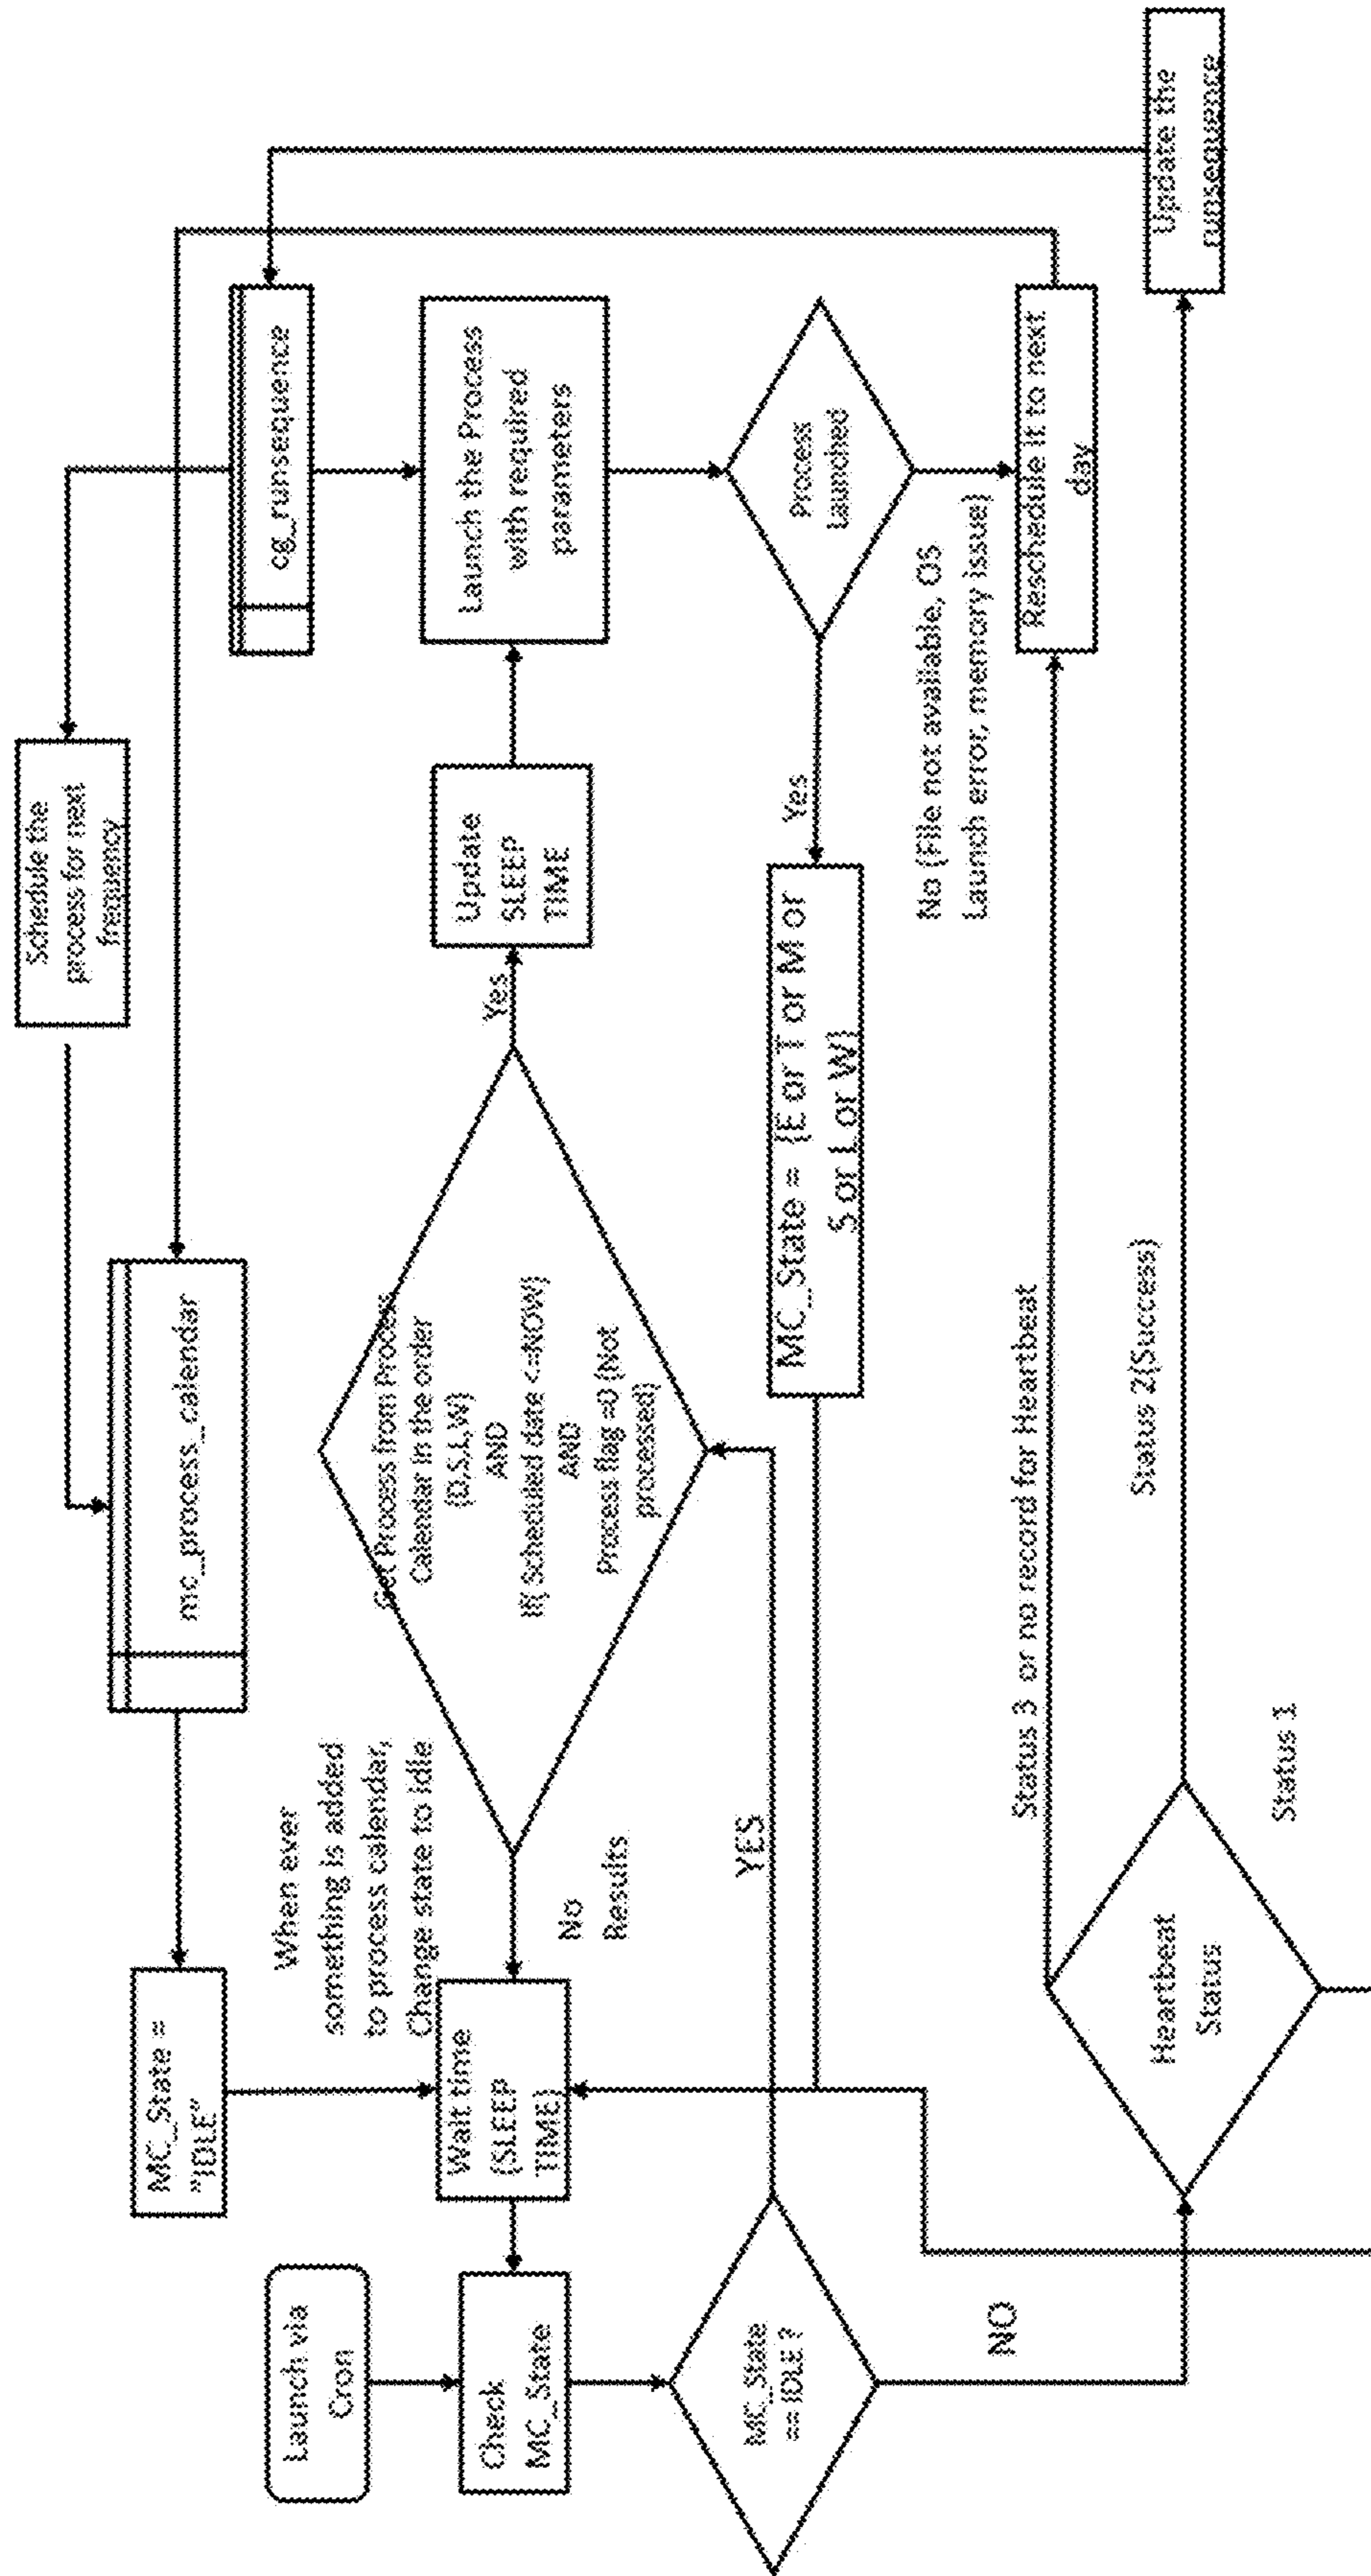 Schedule the
process for next
frequency
mc_process_calendar
MC_State =
"IDLE"
When ever
something is added
to process calendar,
Change state to idle
cg_runsequence
Launch via
Cron
Check
MC_State
Wait time
(SLEEP
TIME)
No
Results
Get Process from Process
Calendar in the order
(D,S,L,W)
AND
If( Scheduled date <=NOW)
AND
Process flag =0 (Not
processed)
Yes
Update
SLEEP
TIME
Launch the Process
with required
parameters
MC_State
== IDLE ?
YES
MC_State = (E or T or M or
S or L or W)
Yes
Process
Launched
No (File not available, OS
Launch error, memory issue)
NO
Status 3 or no record for Heartbeat
Reschedule it to next
day
Heartbeat
Status
Status 2(Success)
Update the
runsequence
Status 1